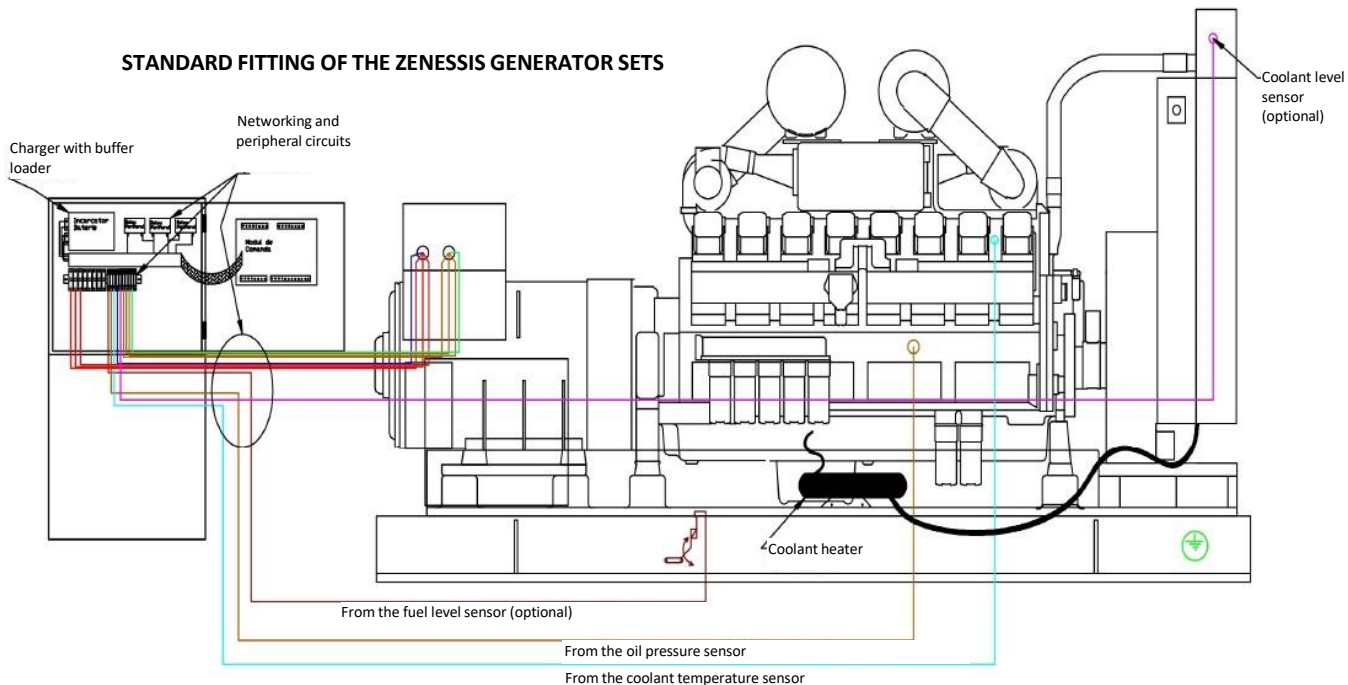 STANDARD FITTING OF THE ZENESSIS GENERATOR SETS
Networking and
peripheral circuits
Charger with buffer
loader
Coolant level
sensor
(optional)
Incarcator
Baterie
Modul de
Comanda
Coolant heater
From the fuel level sensor (optional)
From the oil pressure sensor
From the coolant temperature sensor